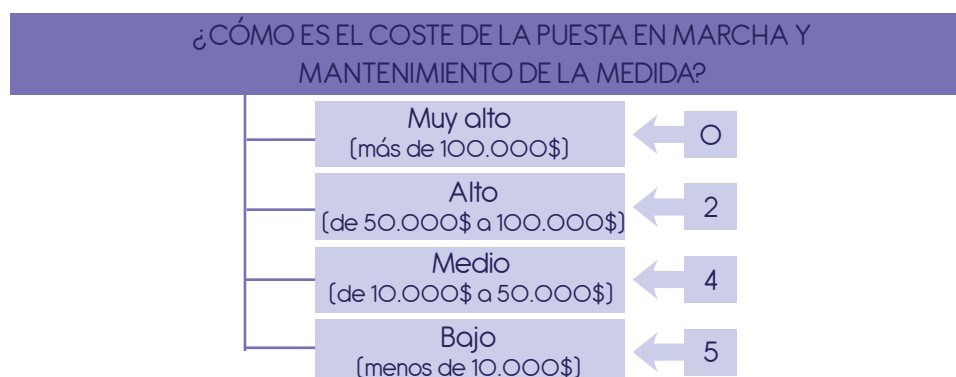 ¿CÓMO ES EL COSTE DE LA PUESTA EN MARCHA Y
MANTENIMIENTO DE LA MEDIDA?
Muy alto
(más de 100.000$)
0
Alto
(de 50.000$ a 100.000$)
2
Medio
(de 10.000$ a 50.000$)
4
Bajo
(menos de 10.000$)
5